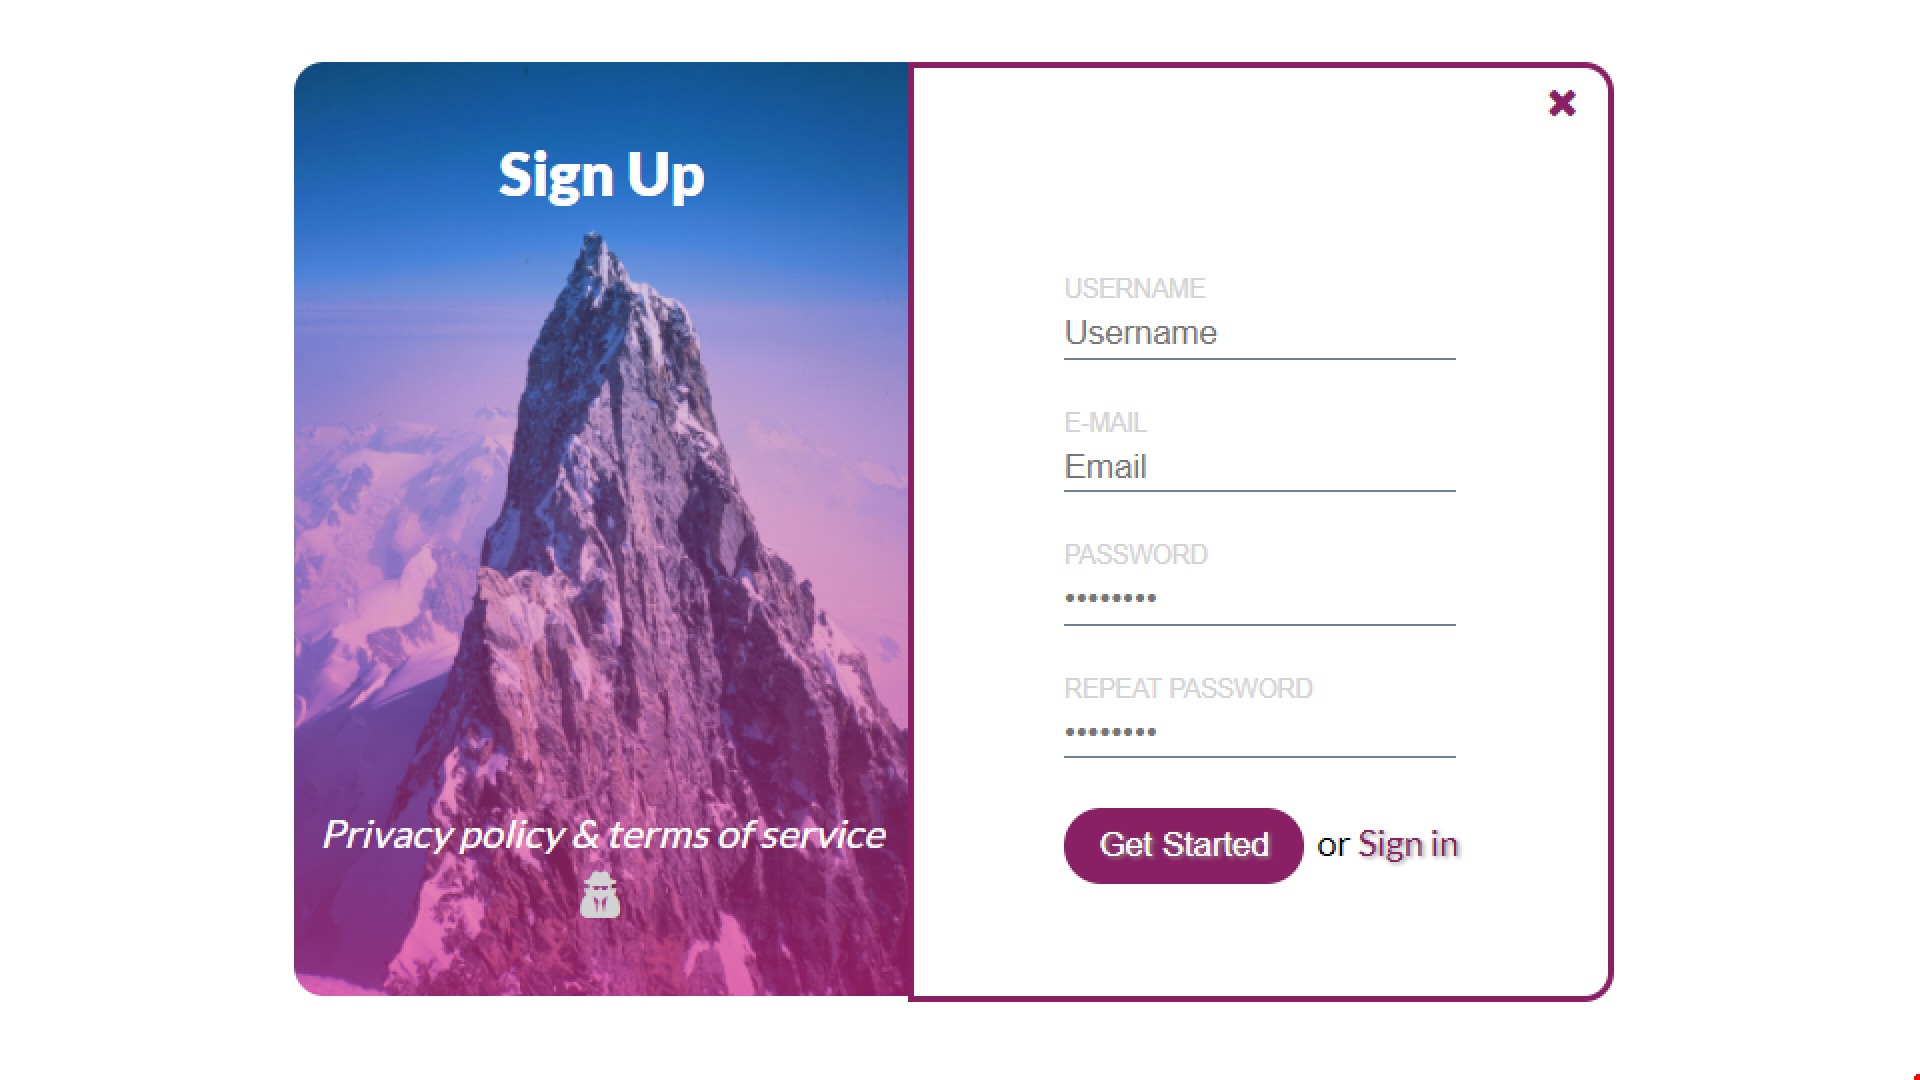 Sign Up
Privacy policy & terms of service
USERNAME
Username
E-MAIL
Email
PASSWORD
••••••••
REPEAT PASSWORD
••••••••
Get Started or Sign in